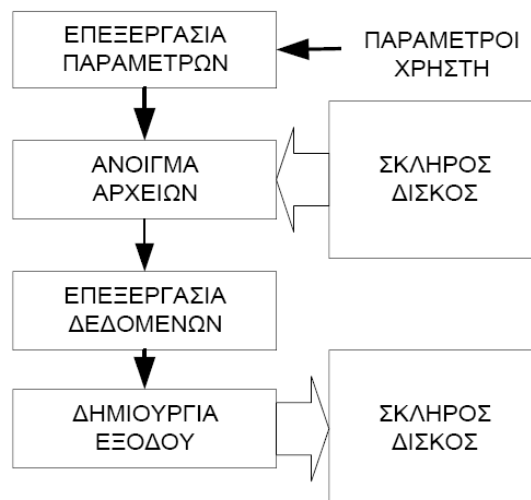 ΕΠΕΞΕΡΓΑΣΙΑ
ΠΑΡΑΜΕΤΡΩΝ
ΠΑΡΑΜΕΤΡΟΙ
ΧΡΗΣΤΗ
ΑΝΟΙΓΜΑ
ΑΡΧΕΙΩΝ
ΣΚΛΗΡΟΣ
ΔΙΣΚΟΣ
ΕΠΕΞΕΡΓΑΣΙΑ
ΔΕΔΟΜΕΝΩΝ
ΔΗΜΙΟΥΡΓΙΑ
ΕΞΟΔΟΥ
ΣΚΛΗΡΟΣ
ΔΙΣΚΟΣ